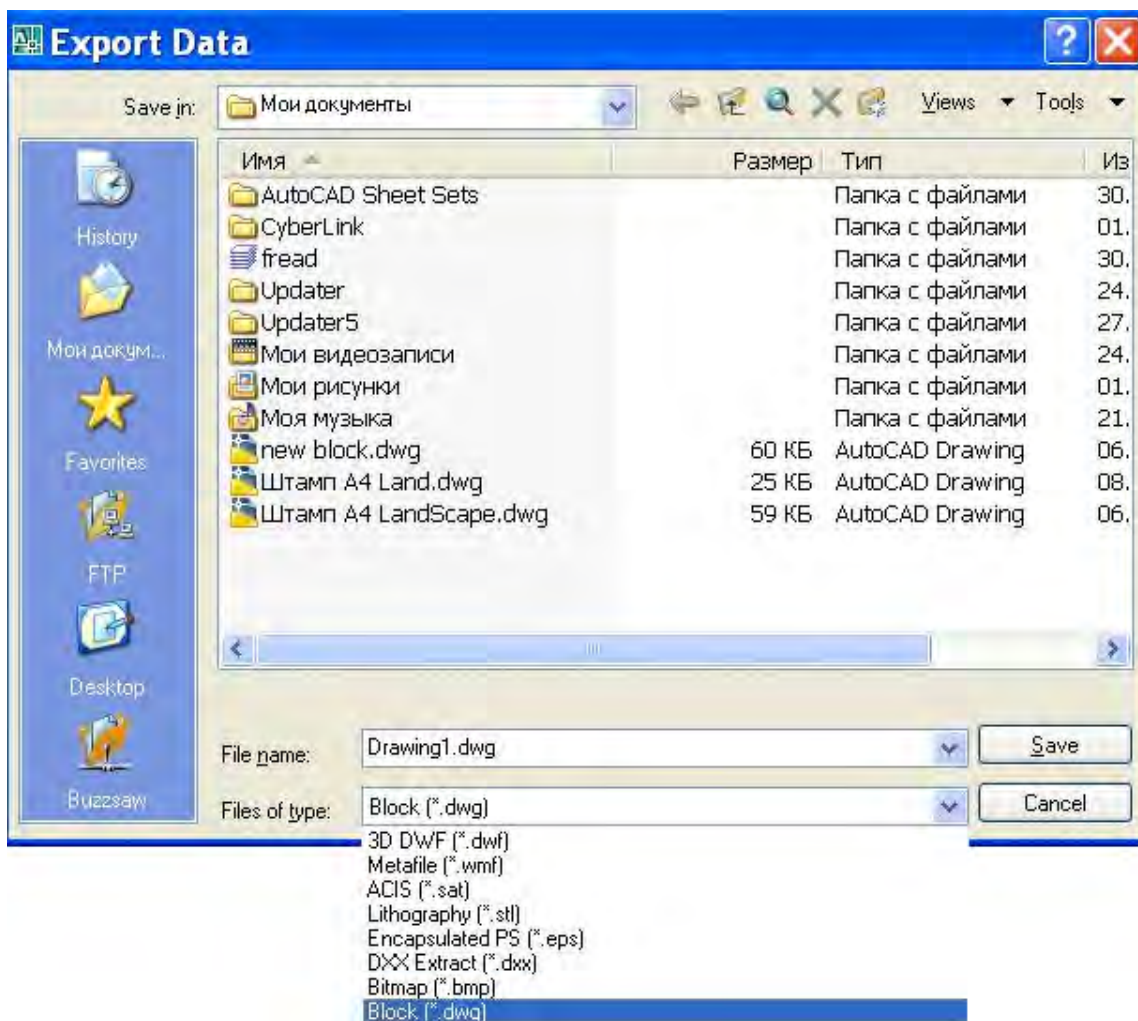 Export Data
Save in: Мои документы Views Tools
Имя Размер Тип Из
AutoCAD Sheet Sets Папка с файлами 30.
CyberLink Папка с файлами 01.
fread Папка с файлами 30.
Updater Папка с файлами 24.
Updater5 Папка с файлами 27.
Мои видеозаписи Папка с файлами 24.
Мои рисунки Папка с файлами 01.
Моя музыка Папка с файлами 21.
new block.dwg 60 КБ AutoCAD Drawing 06.
Штамп A4 Land.dwg 25 КБ AutoCAD Drawing 08.
Штамп A4 LandScape.dwg 59 КБ AutoCAD Drawing 06.
History
Мои докум...
Favorites
FTP
Desktop
Buzzsaw
File name: Drawing1.dwg Save
Files of type: Block (*.dwg) Cancel
3D DWF (*.dwf)
Metafile (*.wmf)
ACIS (*.sat)
Lithography (*.stl)
Encapsulated PS (*.eps)
DXX Extract (*.dxx)
Bitmap (*.bmp)
Block (*.dwg)